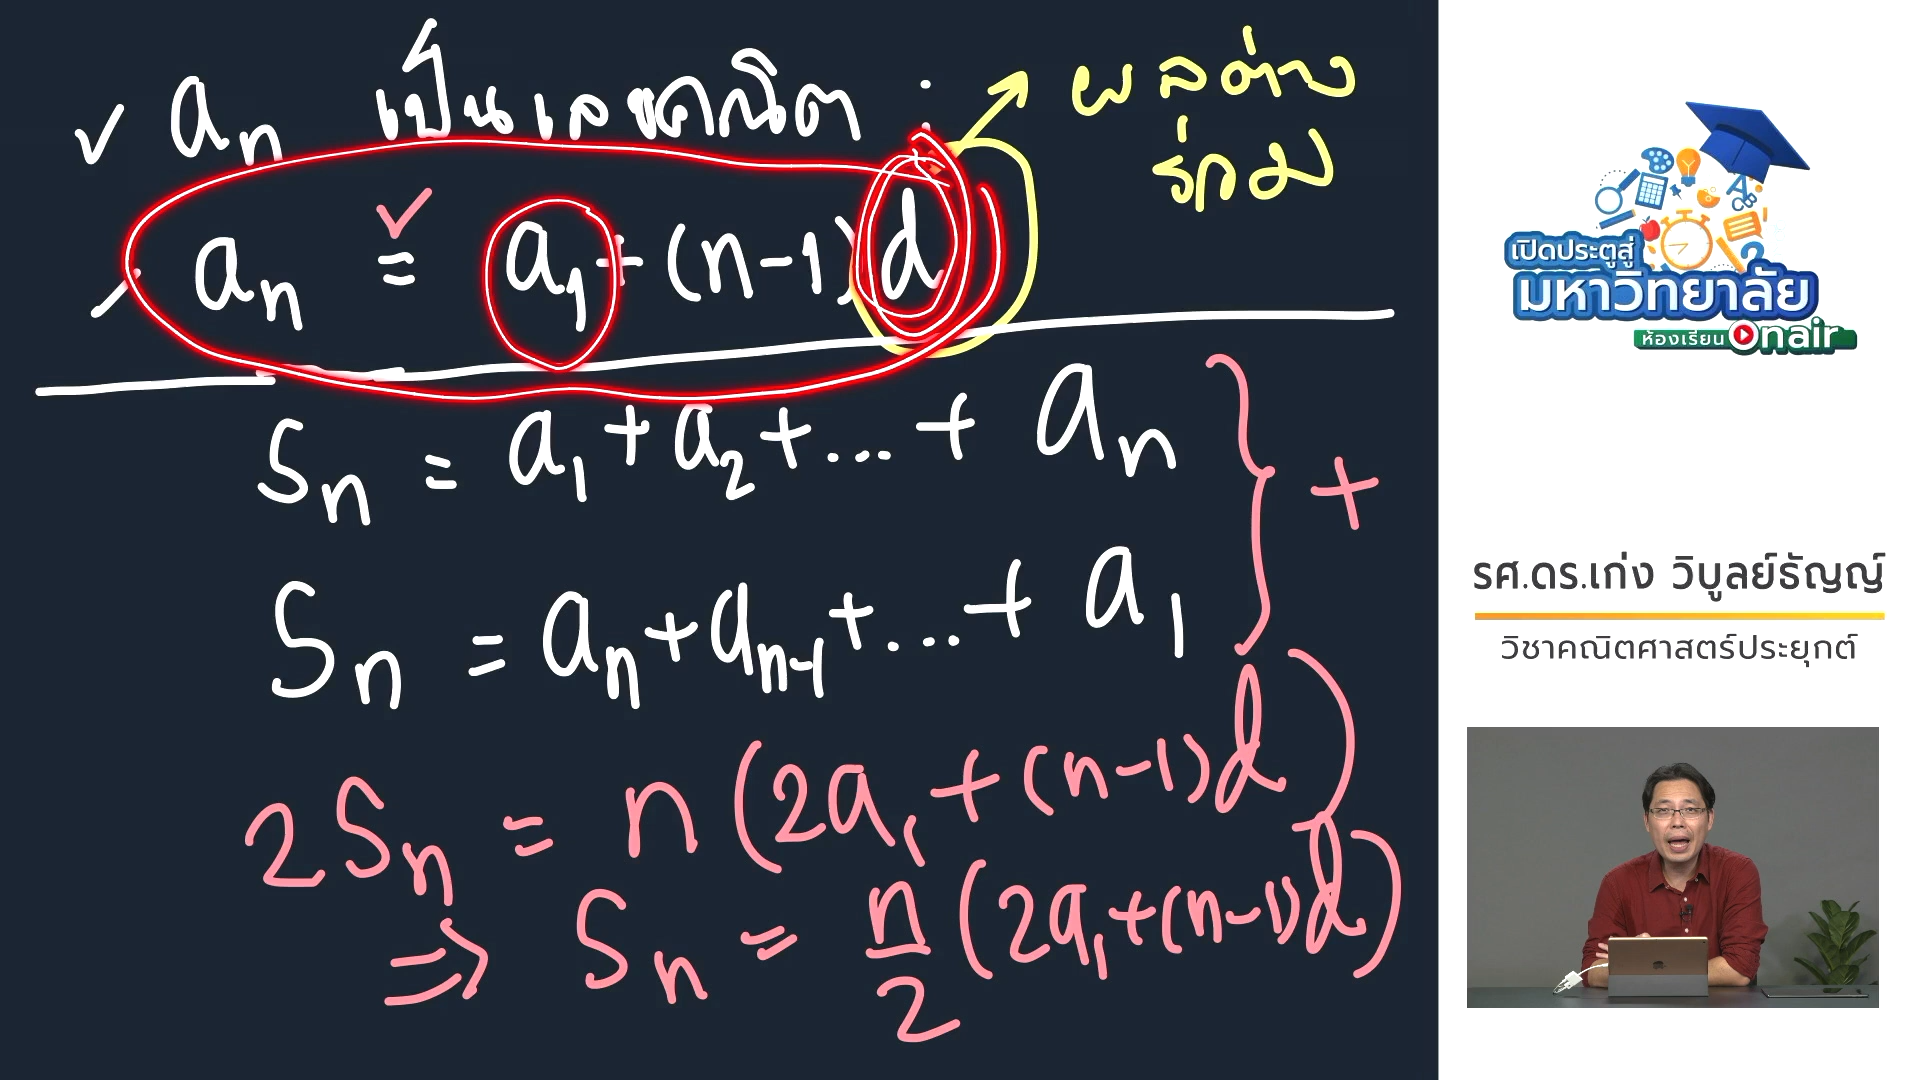 ✓ aₙ เป็นเลขคณิต :
ผลต่าง
ร่วม
aₙ = a₁ + (n-1)d
Sₙ = a₁ + a₂ + ... + aₙ
+
Sₙ = aₙ + aₙ₋₁ + ... + a₁
2Sₙ = n(2a₁ + (n-1)d)
⇒ Sₙ = n/2 (2a₁ + (n-1)d)
เปิดประตูสู่
มหาวิทยาลัย
ห้องเรียน Onair
รศ.ดร.เก่ง วิบูลย์ธัญญ์
วิชาคณิตศาสตร์ประยุกต์